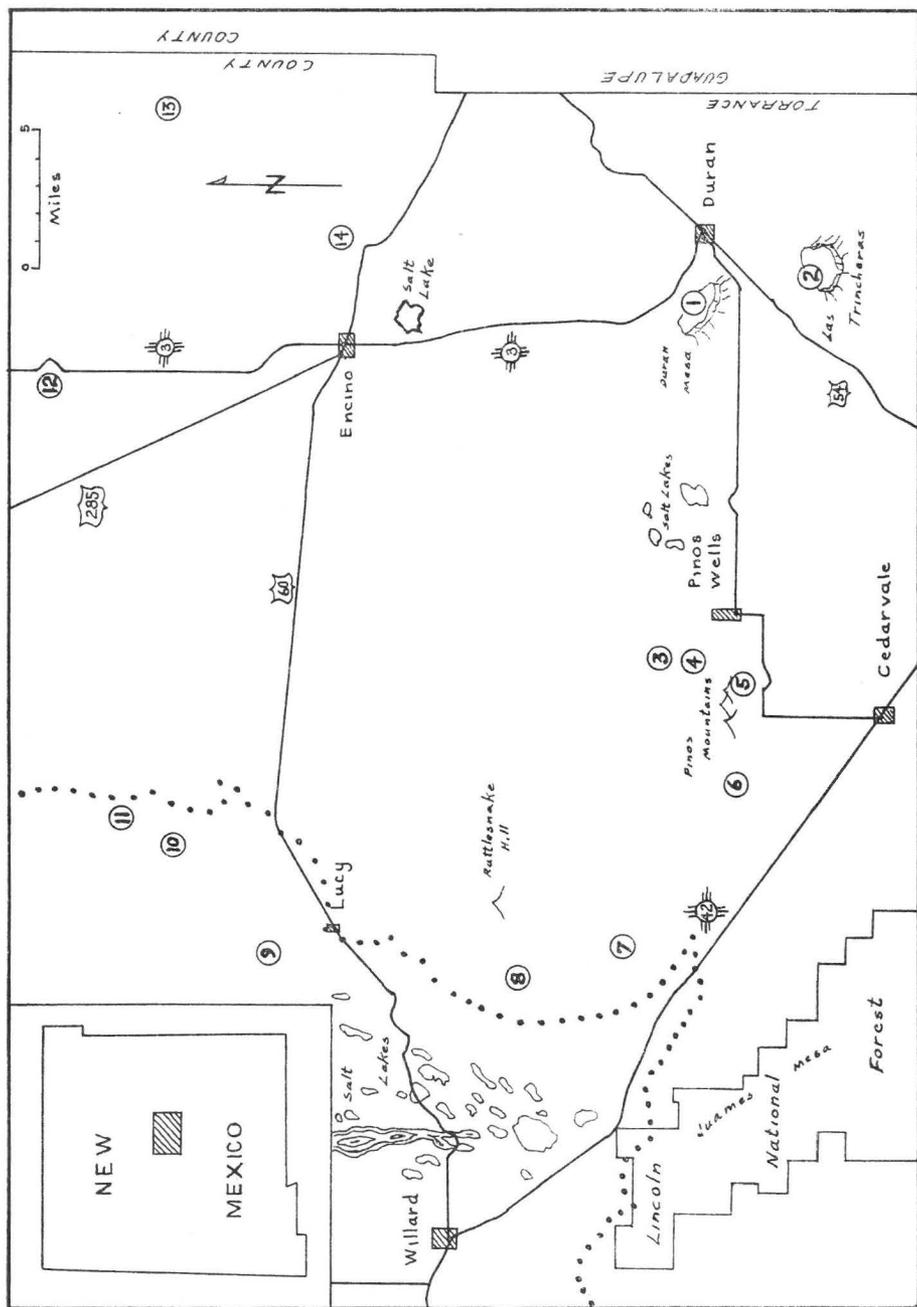 NEW
MEXICO
285
12
3
13
COUNTY
COUNTY
11
10
60
N
5
Miles
0
9
Lucy
Encino
14
Salt
Lakes
Salt
Lake
Willard
8
Rattlesnake
Hill
3
GUADALUPE
TORRANCE
7
3
4
Pinos
Wells
Salt Lakes
Duran
Mesa
1
Duran
42
6
Pinos
Mountains
5
Lincoln
National
Forest
Mesa
Cedarvale
54
Las
Trincheras
2